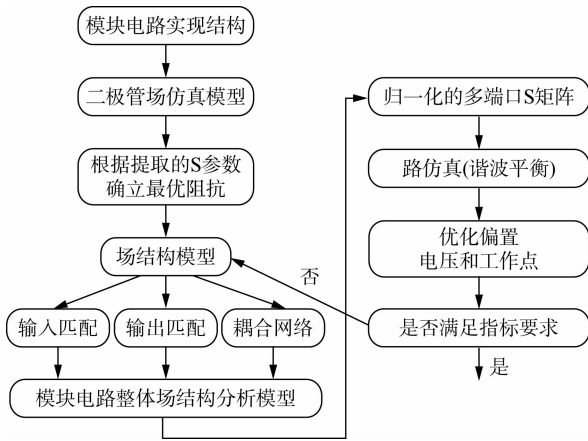 模块电路实现结构
二极管场仿真模型
根据提取的S参数
确立最优阻抗
场结构模型
输入匹配
输出匹配
耦合网络
模块电路整体场结构分析模型
归一化的多端口S矩阵
路仿真(谐波平衡)
优化偏置
电压和工作点
是否满足指标要求
否
是